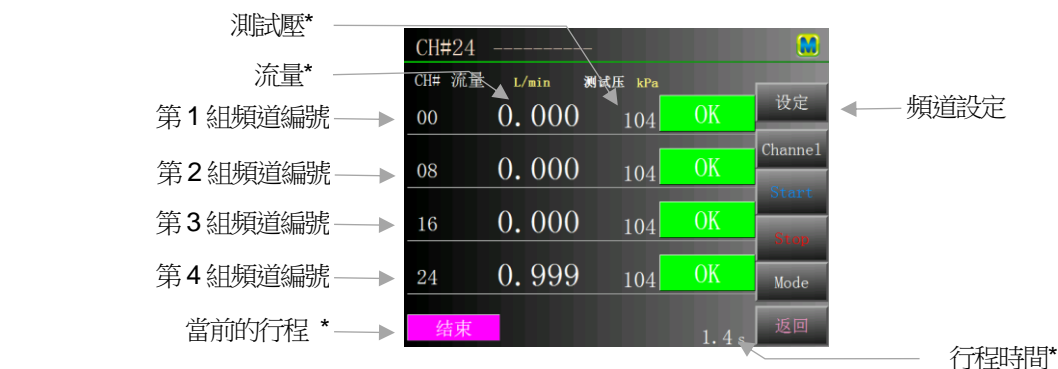 測試壓*
流量*
第1組頻道編號
第2組頻道編號
第3組頻道編號
第4組頻道編號
當前的行程 *
CH#24 ----------
M
CH# 流量 L/min 测试压 kPa
00 0.000 104 OK
08 0.000 104 OK
16 0.000 104 OK
24 0.999 104 OK
结束 1.4 s
设定
Channel
Start
Stop
Mode
返回
頻道設定
行程時間*